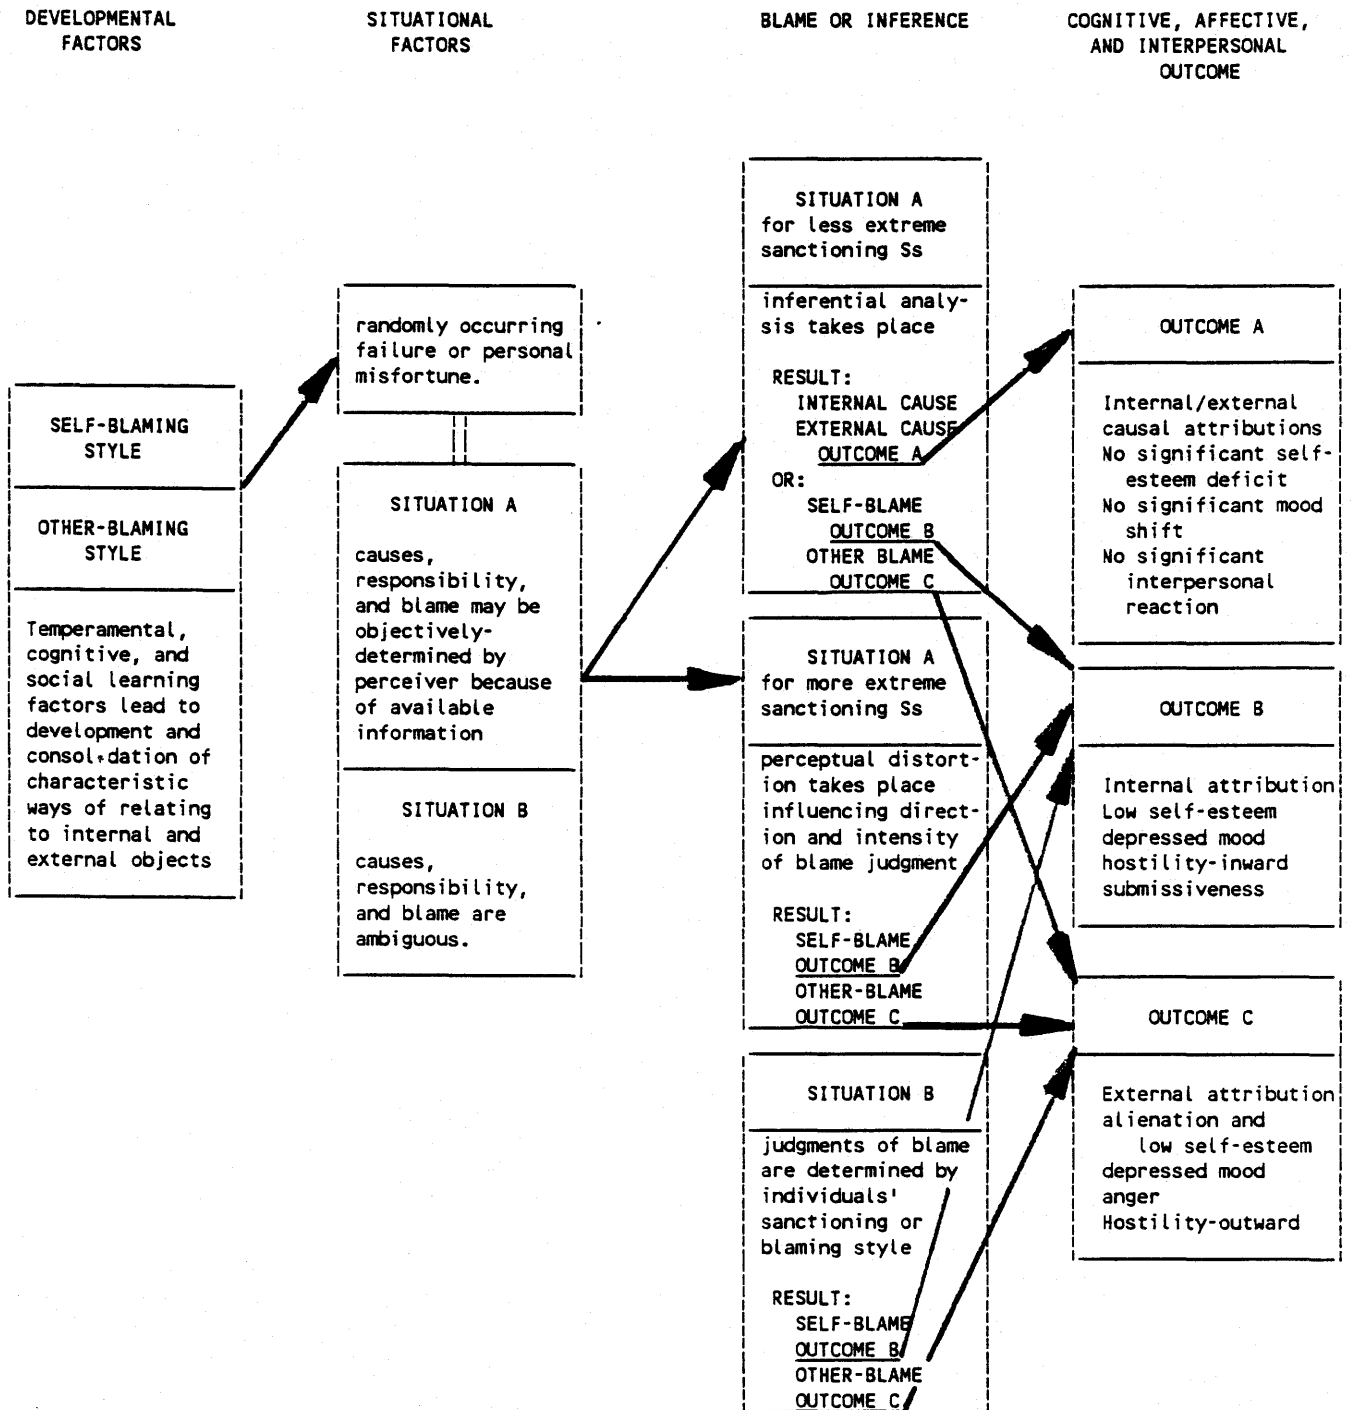 DEVELOPMENTAL
FACTORS
SITUATIONAL
FACTORS
BLAME OR INFERENCE
COGNITIVE, AFFECTIVE,
AND INTERPERSONAL
OUTCOME
SELF-BLAMING
STYLE
OTHER-BLAMING
STYLE
Temperamental,
cognitive, and
social learning
factors lead to
development and
consolidation of
characteristic
ways of relating
to internal and
external objects
randomly occurring
failure or personal
misfortune.
SITUATION A
causes,
responsibility,
and blame may be
objectively-
determined by
perceiver because
of available
information
SITUATION B
causes,
responsibility,
and blame are
ambiguous.
SITUATION A
for less extreme
sanctioning Ss
inferential analy-
sis takes place
RESULT:
INTERNAL CAUSE
EXTERNAL CAUSE
OUTCOME A
OR:
SELF-BLAME
OUTCOME B
OTHER BLAME
OUTCOME C
SITUATION A
for more extreme
sanctioning Ss
perceptual distort-
ion takes place
influencing direct-
ion and intensity
of blame judgment
RESULT:
SELF-BLAME
OUTCOME B
OTHER-BLAME
OUTCOME C
SITUATION B
judgments of blame
are determined by
individuals'
sanctioning or
blaming style
RESULT:
SELF-BLAME
OUTCOME B
OTHER-BLAME
OUTCOME C
OUTCOME A
Internal/external
causal attributions
No significant self-
esteem deficit
No significant mood
shift
No significant
interpersonal
reaction
OUTCOME B
Internal attribution
Low self-esteem
depressed mood
hostility-inward
submissiveness
OUTCOME C
External attribution
alienation and
low self-esteem
depressed mood
anger
Hostility-outward